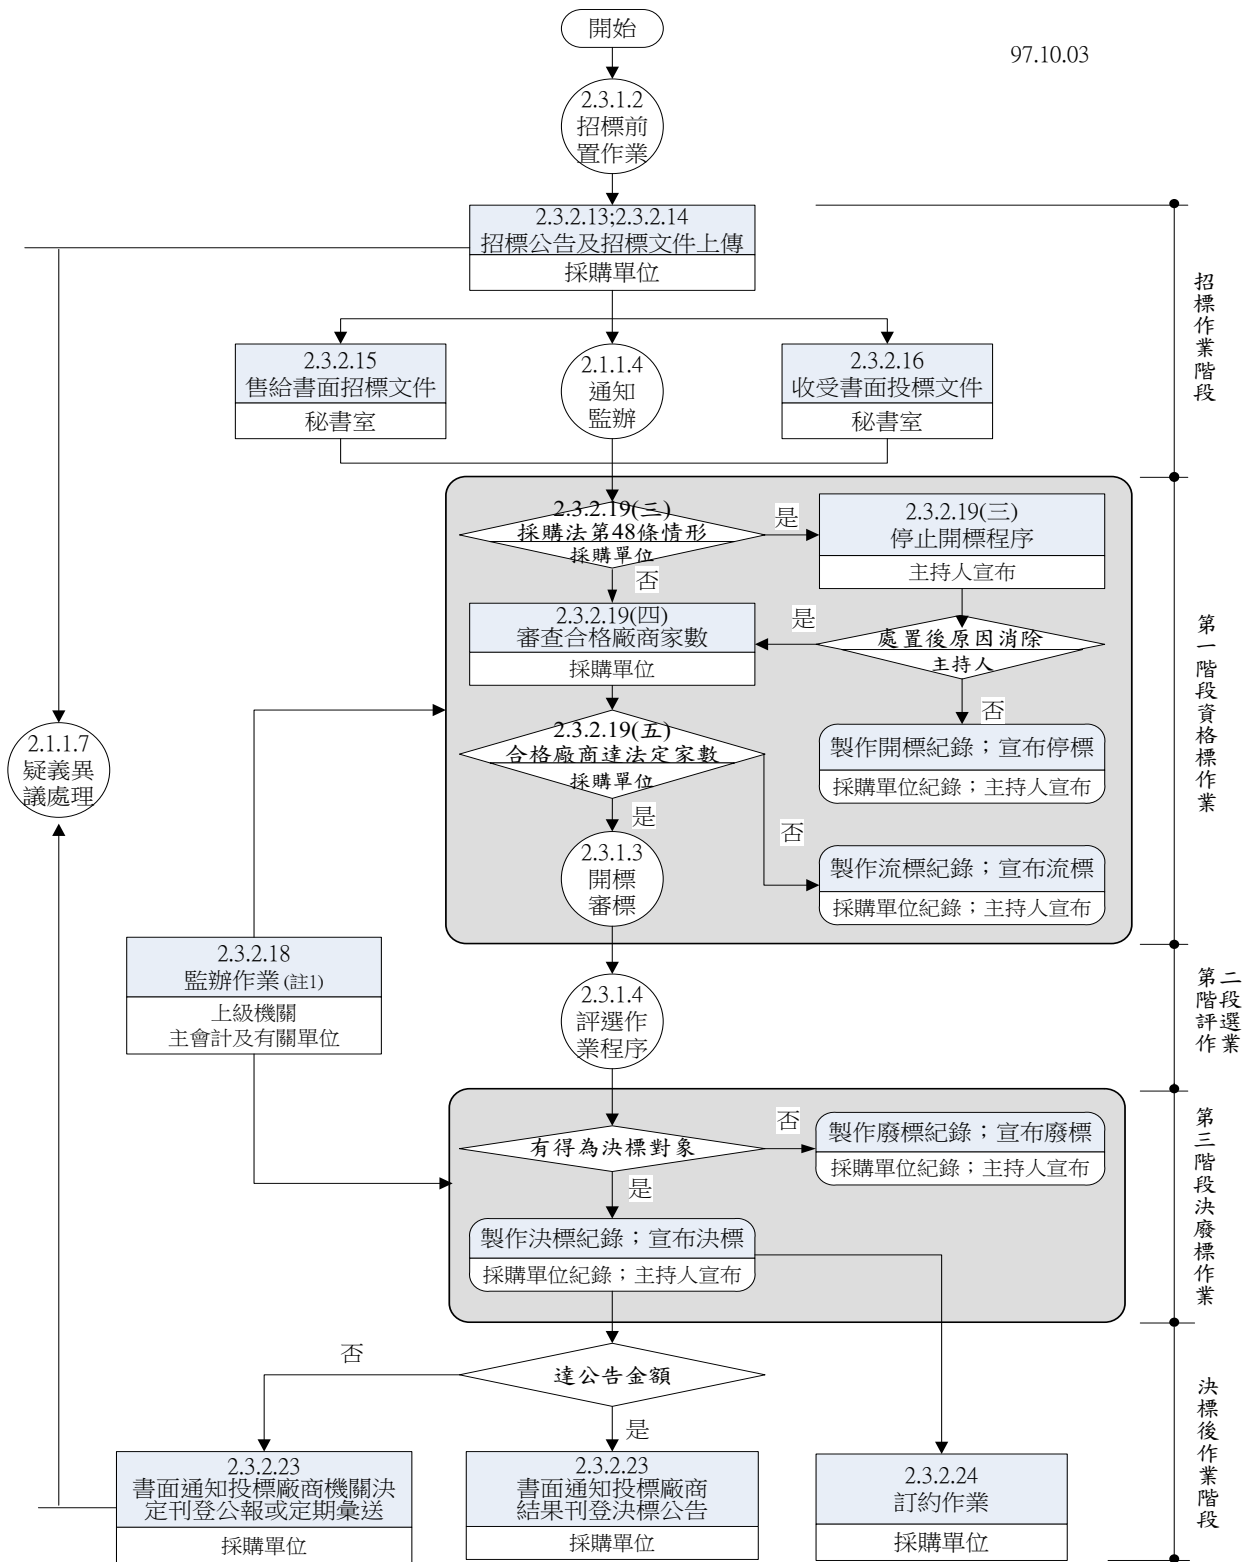 開始
97.10.03
2.3.1.2
招標前
置作業
2.3.2.13;2.3.2.14
招標公告及招標文件上傳
採購單位
招標作業階段
2.3.2.15
售給書面招標文件
秘書室
2.1.1.4
通知
監辦
2.3.2.16
收受書面投標文件
秘書室
2.3.2.19(三)
採購法第48條情形
採購單位
是
否
2.3.2.19(三)
停止開標程序
主持人宣布
2.3.2.19(四)
審查合格廠商家數
採購單位
是
處置後原因消除
主持人
否
第一階段資格標作業
2.3.2.19(五)
合格廠商達法定家數
採購單位
是
否
製作開標紀錄；宣布停標
採購單位紀錄；主持人宣布
2.1.1.7
疑義異
議處理
2.3.1.3
開標
審標
製作流標紀錄；宣布流標
採購單位紀錄；主持人宣布
2.3.2.18
監辦作業(註1)
上級機關
主會計及有關單位
2.3.1.4
評選作
業程序
第二
階段
評選
作業
有得為決標對象
否
是
製作廢標紀錄；宣布廢標
採購單位紀錄；主持人宣布
第三階段決廢標作業
製作決標紀錄；宣布決標
採購單位紀錄；主持人宣布
達公告金額
否
是
決標後作業階段
2.3.2.23
書面通知投標廠商機關決
定刊登公報或定期彙送
採購單位
2.3.2.23
書面通知投標廠商
結果刊登決標公告
採購單位
2.3.2.24
訂約作業
採購單位